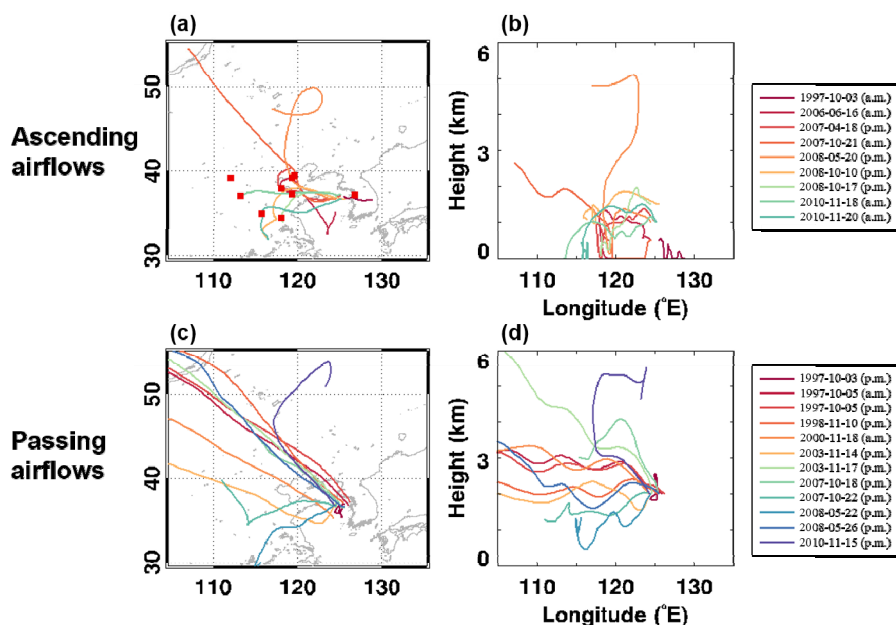 (a)
(b)
Ascending
airflows
50
40
30
110
120
130
Height (km)
6
3
0
110
120
130
Longitude (°E)
1997-10-03 (a.m.)
2006-06-16 (a.m.)
2007-04-18 (p.m.)
2007-10-21 (a.m.)
2008-05-20 (p.m.)
2008-10-10 (p.m.)
2008-10-17 (p.m.)
2010-11-18 (a.m.)
2010-11-20 (a.m.)
(c)
(d)
Passing
airflows
50
40
30
110
120
130
Height (km)
6
3
0
110
120
130
Longitude (°E)
1997-10-03 (p.m.)
1997-10-05 (a.m.)
1997-10-05 (p.m.)
1998-11-10 (p.m.)
2000-11-18 (a.m.)
2003-11-14 (p.m.)
2003-11-17 (p.m.)
2007-10-18 (p.m.)
2007-10-22 (p.m.)
2008-05-22 (p.m.)
2008-05-26 (p.m.)
2010-11-15 (p.m.)